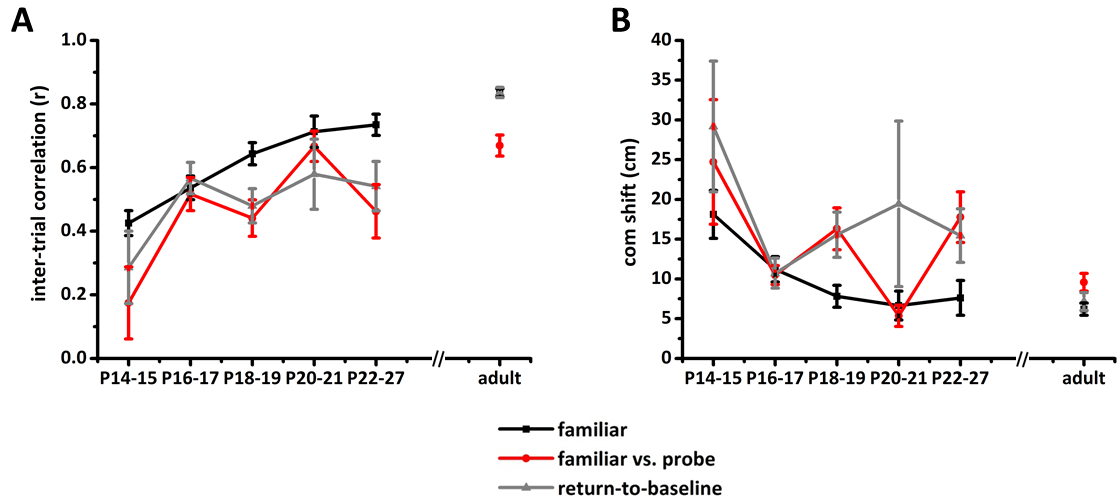 A
B
inter-trial correlation (r)
1.0
0.8
0.6
0.4
0.2
0.0
P14-15 P16-17 P18-19 P20-21 P22-27 // adult
com shift (cm)
40
35
30
25
20
15
10
5
0
P14-15 P16-17 P18-19 P20-21 P22-27 // adult
familiar
familiar vs. probe
return-to-baseline